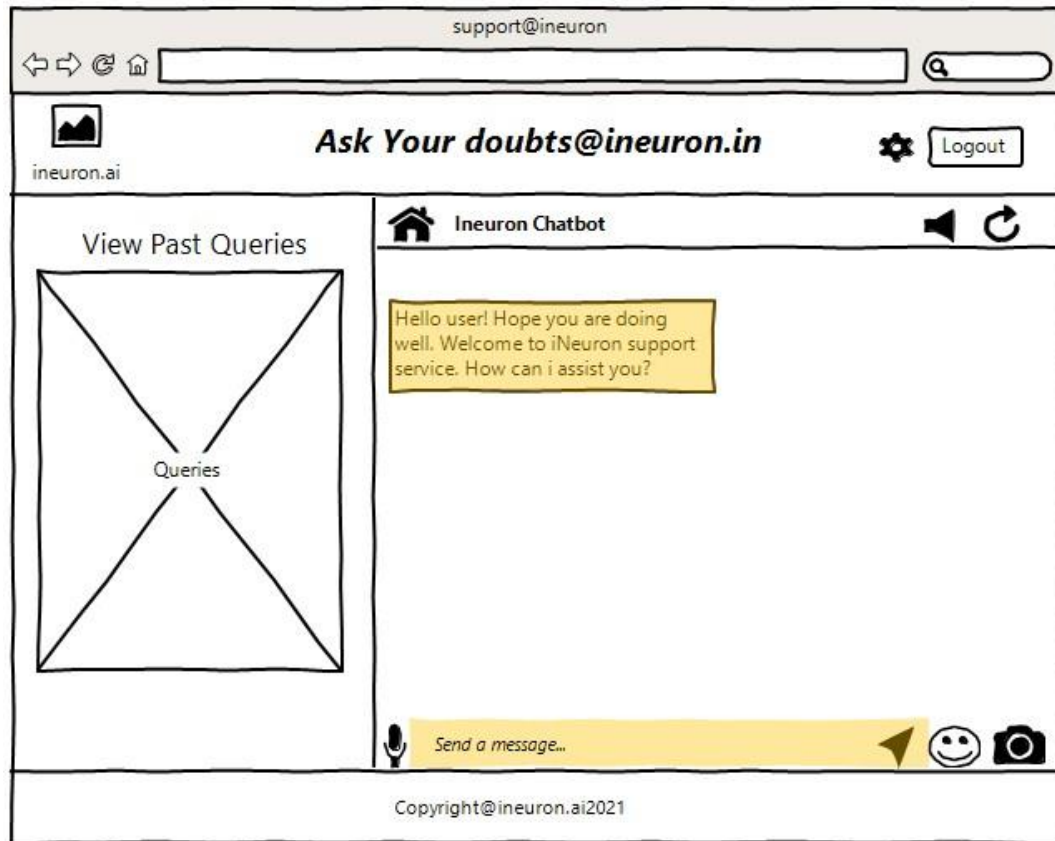 support@ineuron
ineuron.ai
Ask Your doubts@ineuron.in
Logout
View Past Queries
Queries
Ineuron Chatbot
Hello user! Hope you are doing
well. Welcome to iNeuron support
service. How can i assist you?
Send a message...
Copyright@ineuron.ai2021